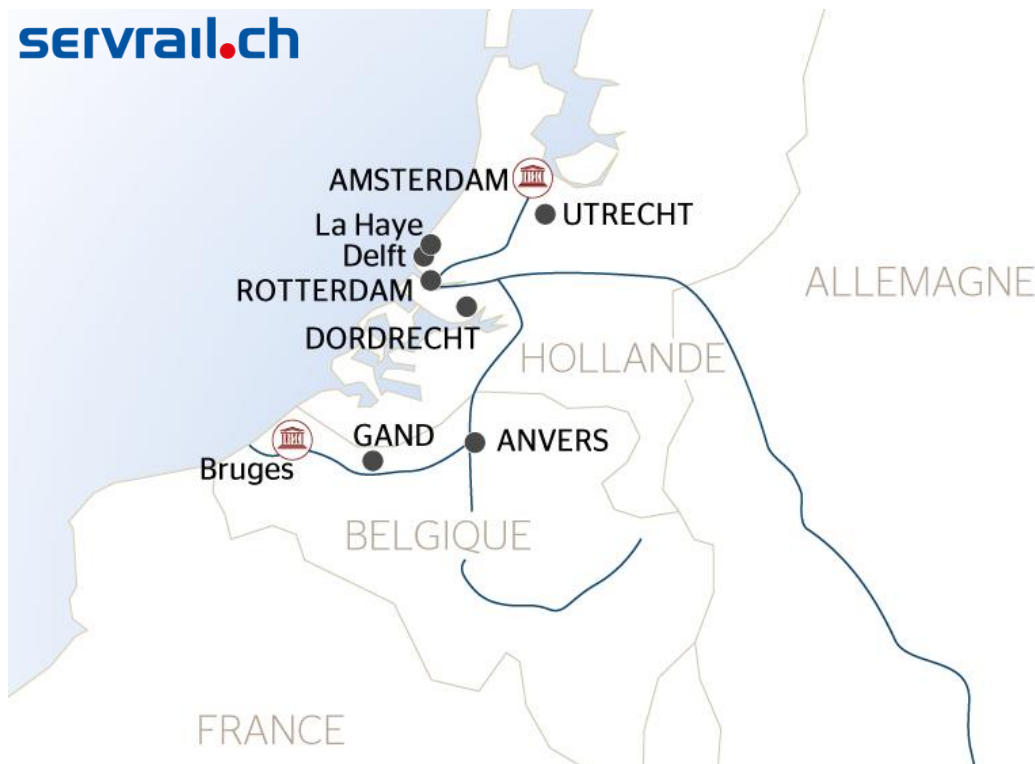 servrail.ch
AMSTERDAM
UTRECHT
La Haye
Delft
ROTTERDAM
ALLEMAGNE
DORDRECHT
HOLLANDE
GAND
ANVERS
Bruges
BELGIQUE
FRANCE